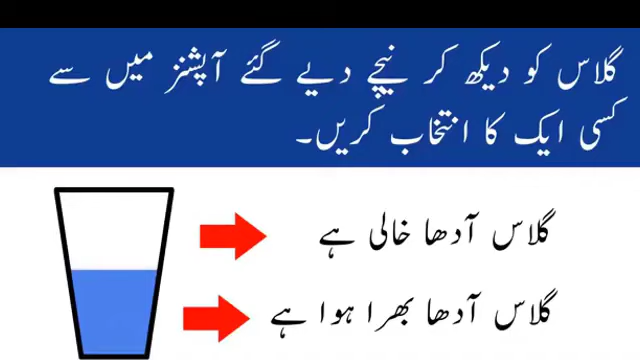 گلاس کو دیکھ کر نیچے دیے گئے آپشنز میں سے
کسی ایک کا انتخاب کریں۔
گلاس آدھا خالی ہے
گلاس آدھا بھرا ہوا ہے